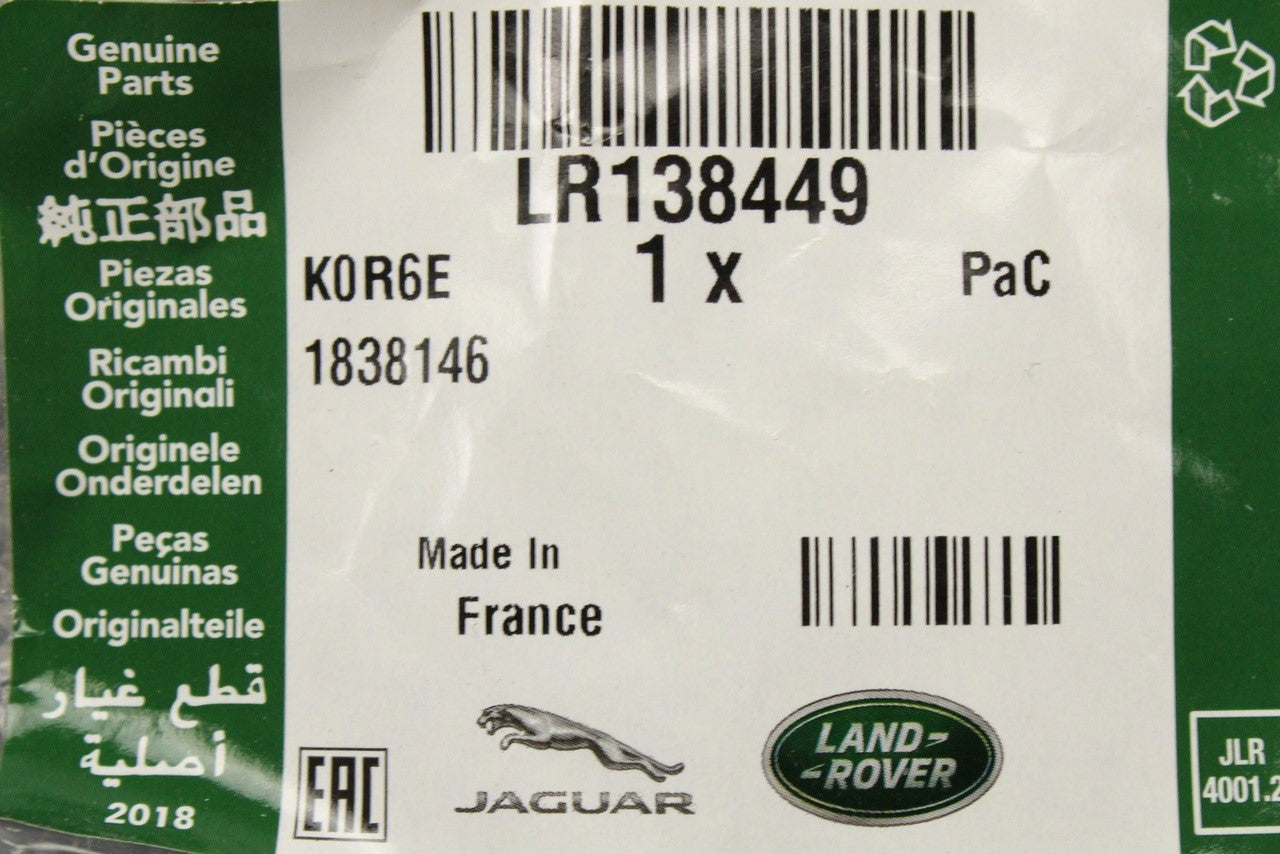 Genuine
Parts
Pièces
d'Origine
純正部品
Piezas
Originales
Ricambi
Originali
Originele
Onderdelen
Peças
Genuinas
Originalteile
قطع غيار
أصلية
2018
LR138449
K0R6E 1 x PaC
1838146
Made In
France
EAC
JAGUAR
LAND-
-ROVER
JLR
4001.2